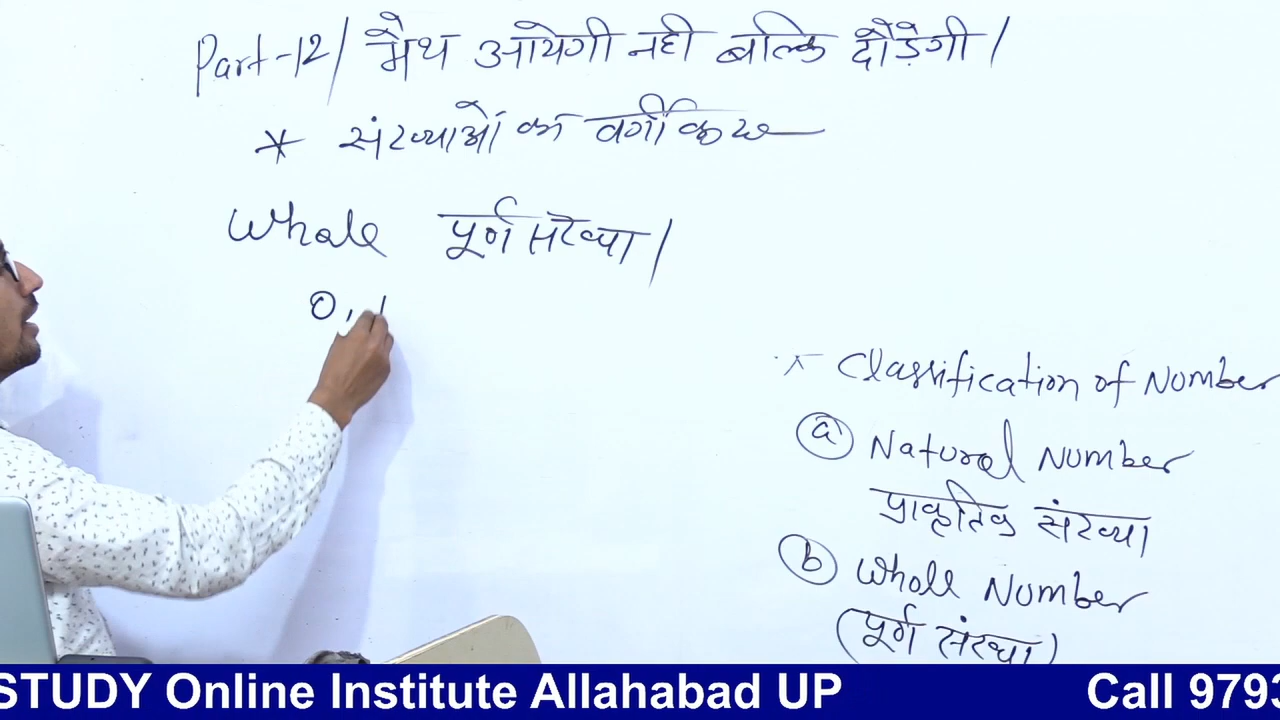 Part-12/ मैथ आयेगी नही बल्कि दौड़ेगी /
* संख्याओं का वर्गीकरण
Whole पूर्ण संख्या /
0, 1
* Classification of Number
(a) Natural Number
प्राकृतिक संख्या
(b) Whole Number
(पूर्ण संख्या)
STUDY Online Institute Allahabad UP Call 9793